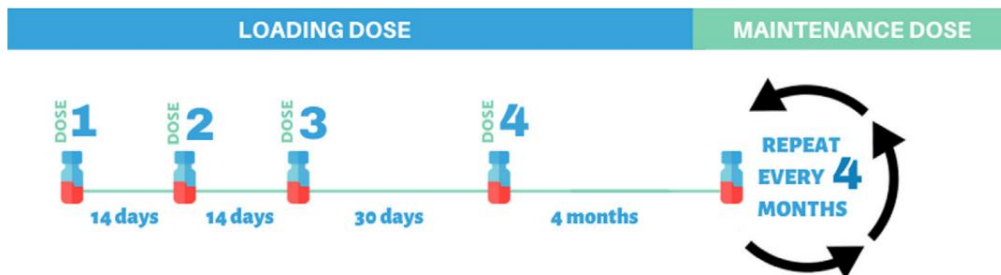 LOADING DOSE
MAINTENANCE DOSE
DOSE 1
DOSE 2
DOSE 3
DOSE 4
14 days
14 days
30 days
4 months
REPEAT
EVERY 4
MONTHS